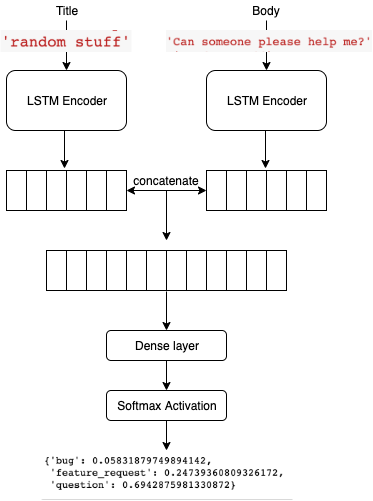 Title
Body
'random stuff'
'Can someone please help me?'
LSTM Encoder
LSTM Encoder
concatenate
Dense layer
Softmax Activation
{'bug': 0.05831879749894142,
'feature_request': 0.24739360809326172,
'question': 0.6942875981330872}